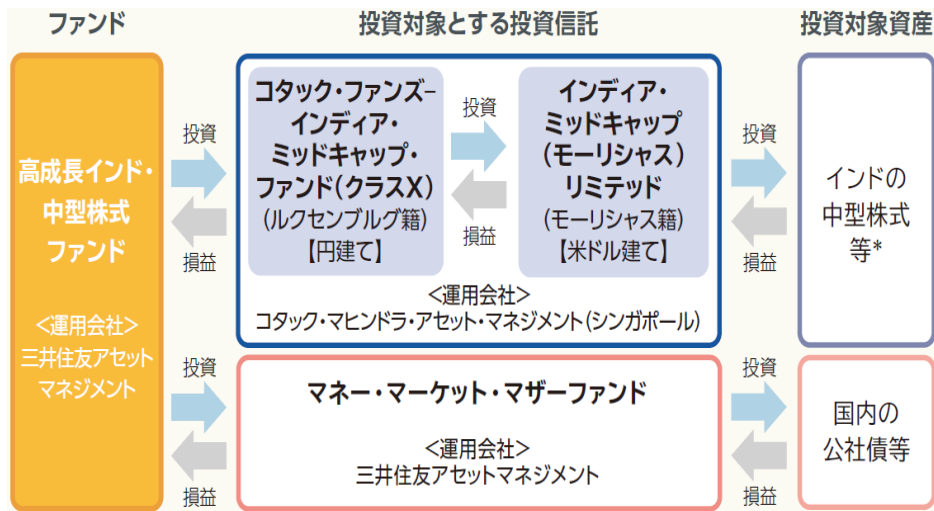 ファンド
投資対象とする投資信託
投資対象資産
高成長インド・
中型株式
ファンド
<運用会社>
三井住友アセット
マネジメント
投資
損益
コタック・ファンズ−
インディア・
ミッドキャップ・
ファンド(クラスX)
(ルクセンブルグ籍)
【円建て】
投資
損益
インディア・
ミッドキャップ
(モーリシャス)
リミテッド
(モーリシャス籍)
【米ドル建て】
<運用会社>
コタック・マヒンドラ・アセット・マネジメント(シンガポール)
投資
損益
インドの
中型株式
等*
投資
損益
マネー・マーケット・マザーファンド
<運用会社>
三井住友アセットマネジメント
投資
損益
国内の
公社債等